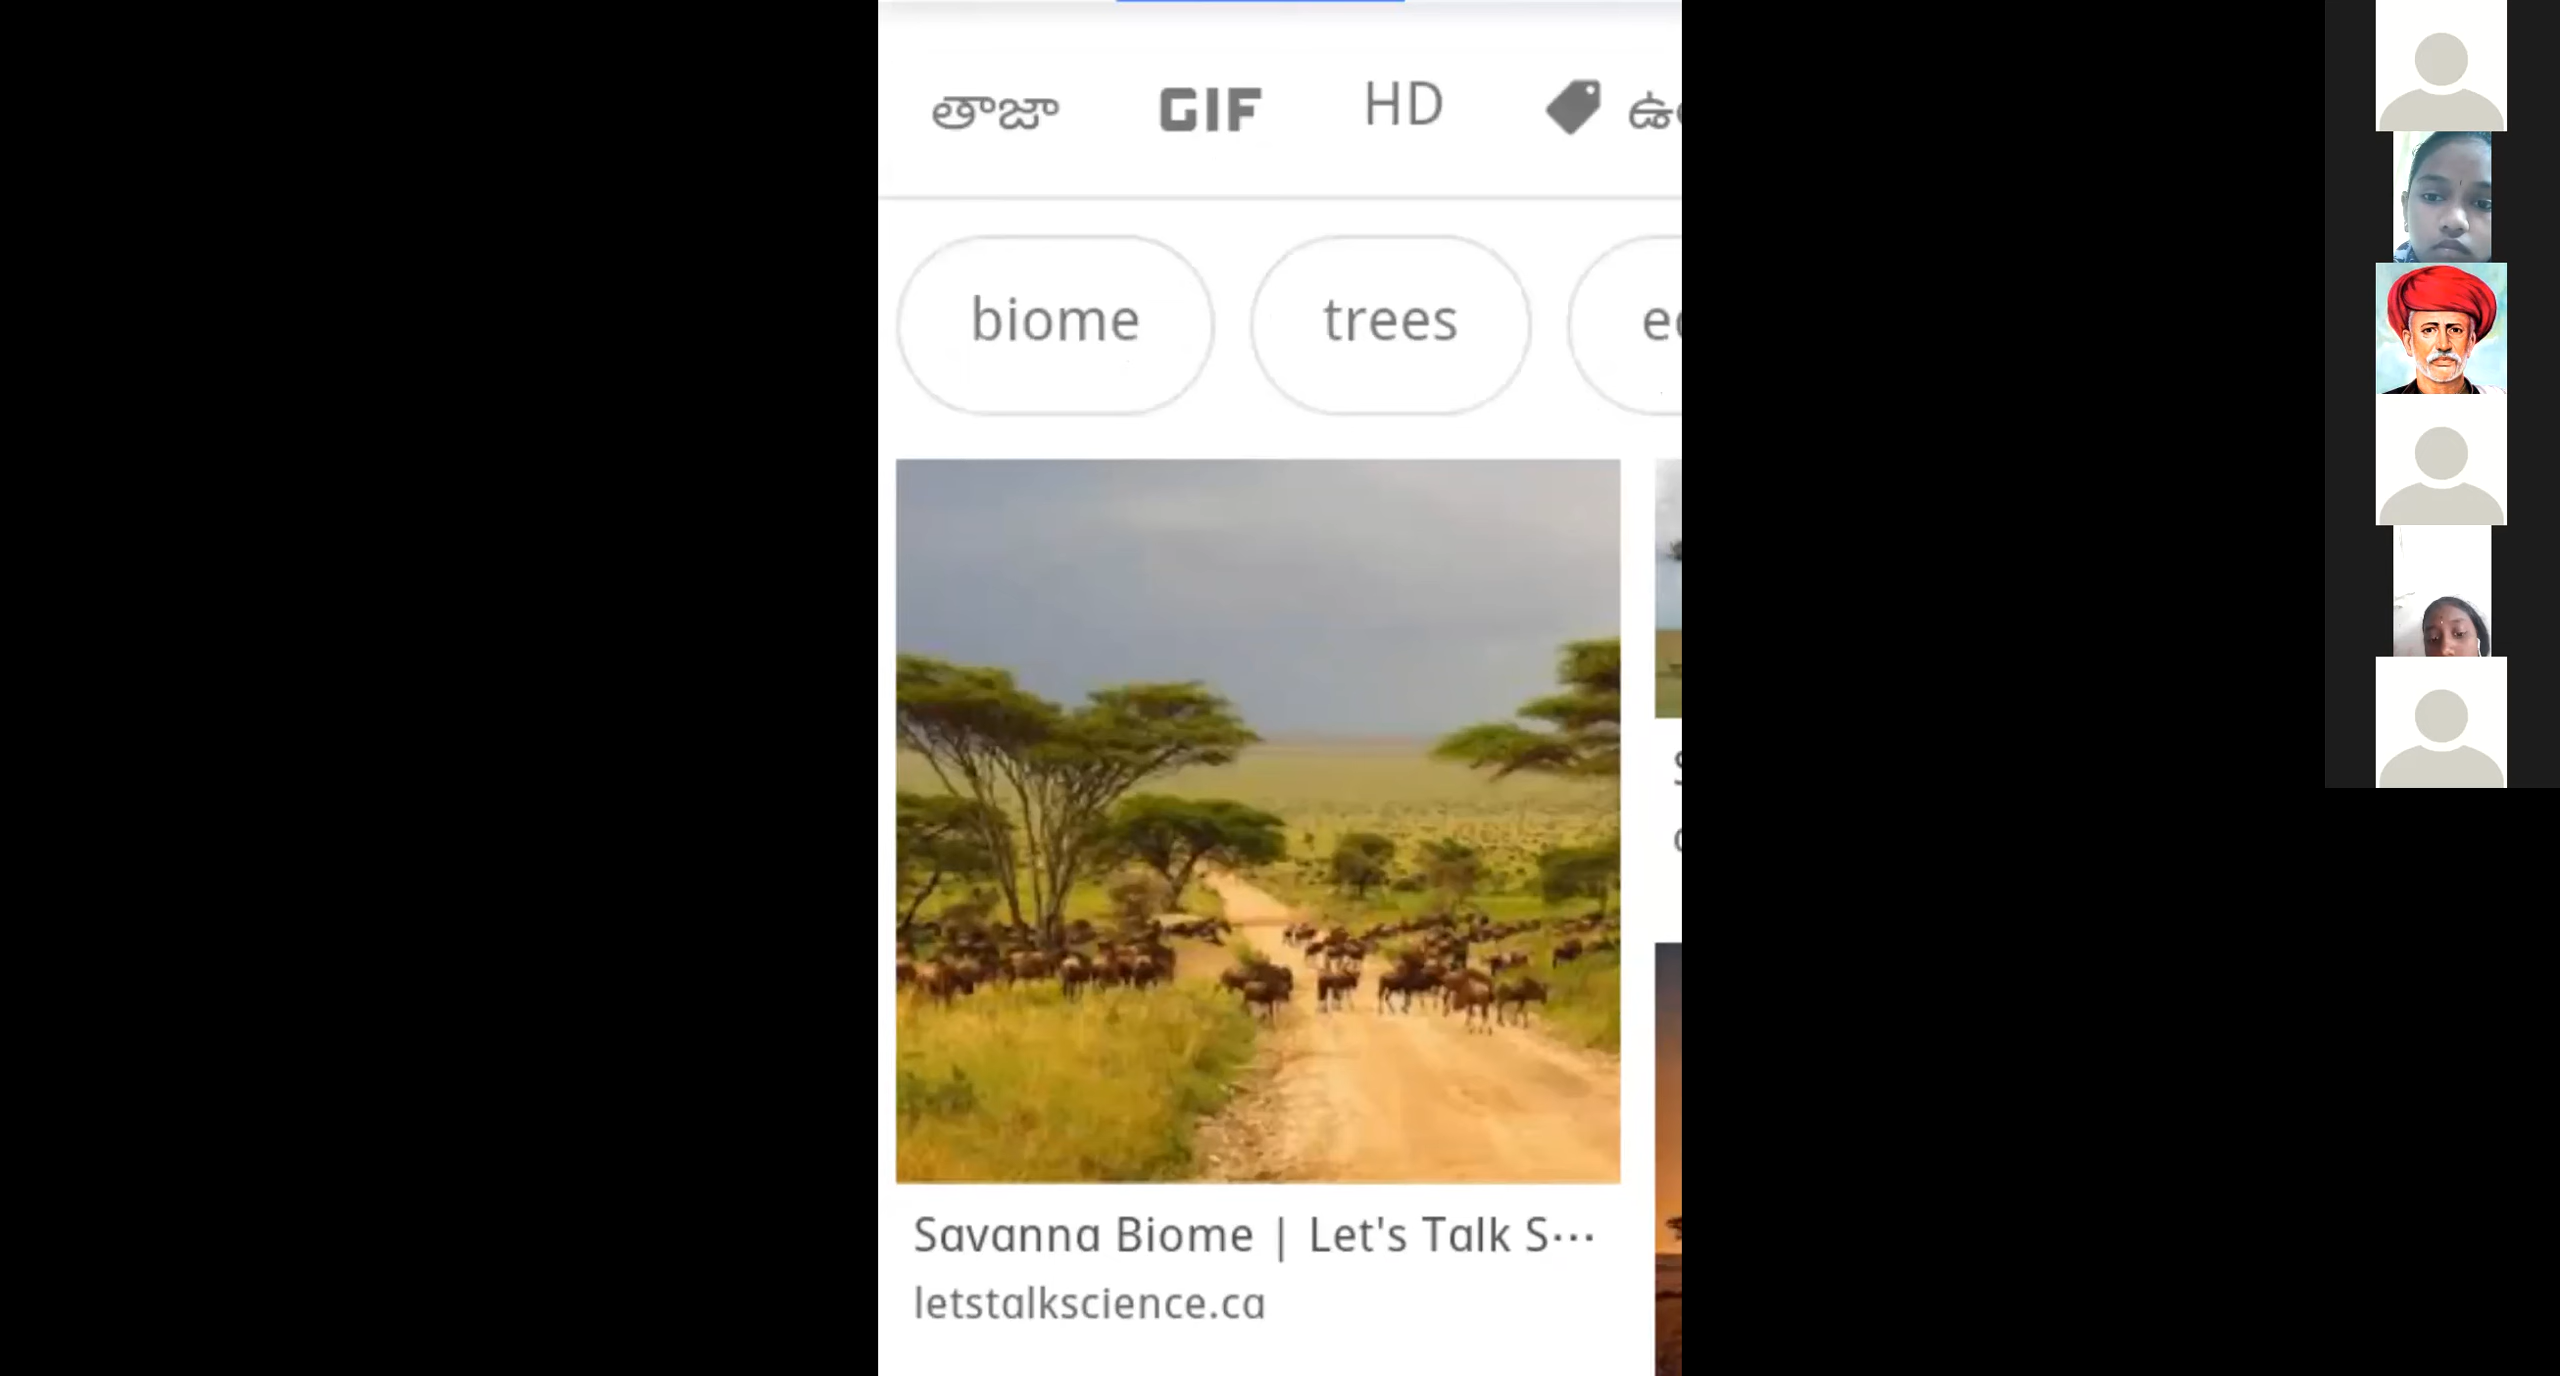 తాజా GIF HD
biome trees
Savanna Biome | Let's Talk S...
letstalkscience.ca